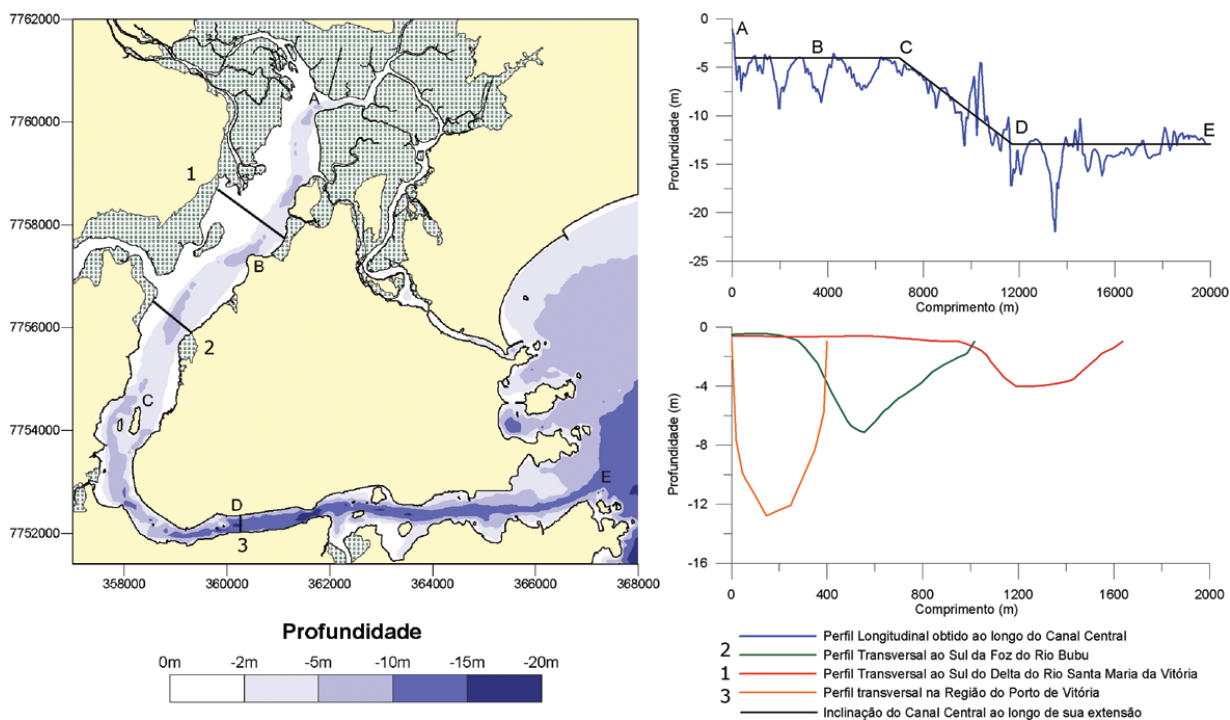 7762000
7760000
7758000
7756000
7754000
7752000
A
1
B
2
C
D
3
E
358000 360000 362000 364000 366000 368000
Profundidade
0m -2m -5m -10m -15m -20m
Profundidade (m)
0
-5
-10
-15
-20
-25
A B C D E
0 4000 8000 12000 16000 20000
Comprimento (m)
Profundidade (m)
0
-4
-8
-12
-16
0 400 800 1200 1600 2000
Comprimento (m)
Perfil Longitudinal obtido ao longo do Canal Central
2 Perfil Transversal ao Sul da Foz do Rio Bubu
1 Perfil Transversal ao Sul do Delta do Rio Santa Maria da Vitória
3 Perfil transversal na Região do Porto de Vitória
Inclinação do Canal Central ao longo de sua extensão